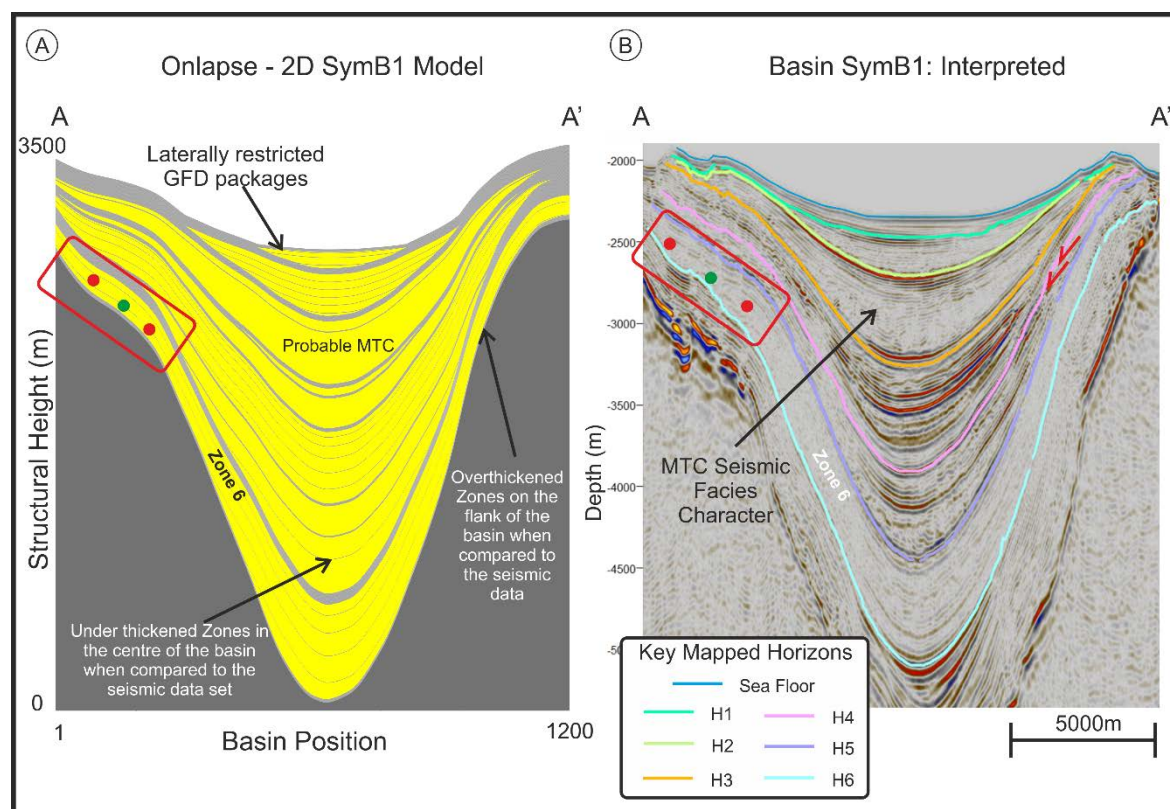 A
Onlapse - 2D SymB1 Model
A
A'
3500
Laterally restricted
GFD packages
Probable MTC
Zone 6
Overthickened
Zones on the
flank of the
basin when
compared to
the seismic
data
Under thickened Zones in
the centre of the basin
when compared to the
seismic data set
Structural Height (m)
0
1
Basin Position
1200
B
Basin SymB1: Interpreted
A
A'
-2000
-2500
-3000
-3500
-4000
-4500
Depth (m)
Zone 6
MTC Seismic
Facies
Character
Key Mapped Horizons
Sea Floor
H1
H4
H2
H5
H3
H6
5000m